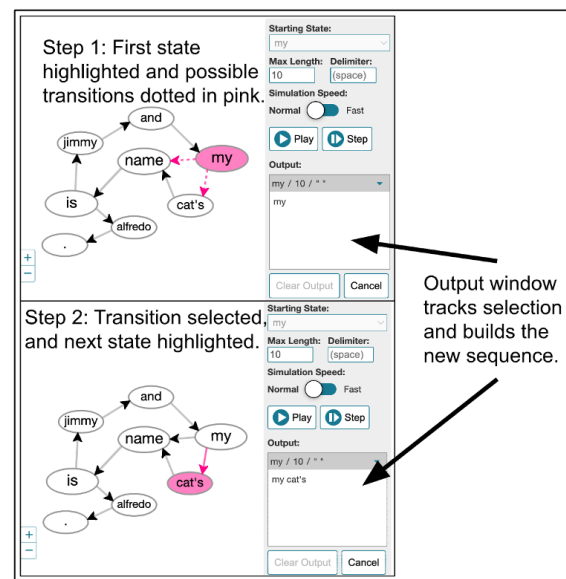 Step 1: First state
highlighted and possible
transitions dotted in pink.
and
jimmy
name
my
is
cat's
alfredo
.
+
−
Starting State:
my
Max Length: Delimiter:
10 (space)
Simulation Speed:
Normal Fast
Play Step
Output:
my / 10 / " "
my
Clear Output Cancel
Output window
tracks selection
and builds the
new sequence.
Step 2: Transition selected,
and next state highlighted.
and
jimmy
name
my
is
cat's
alfredo
.
+
−
Starting State:
my
Max Length: Delimiter:
10 (space)
Simulation Speed:
Normal Fast
Play Step
Output:
my / 10 / " "
my cat's
Clear Output Cancel